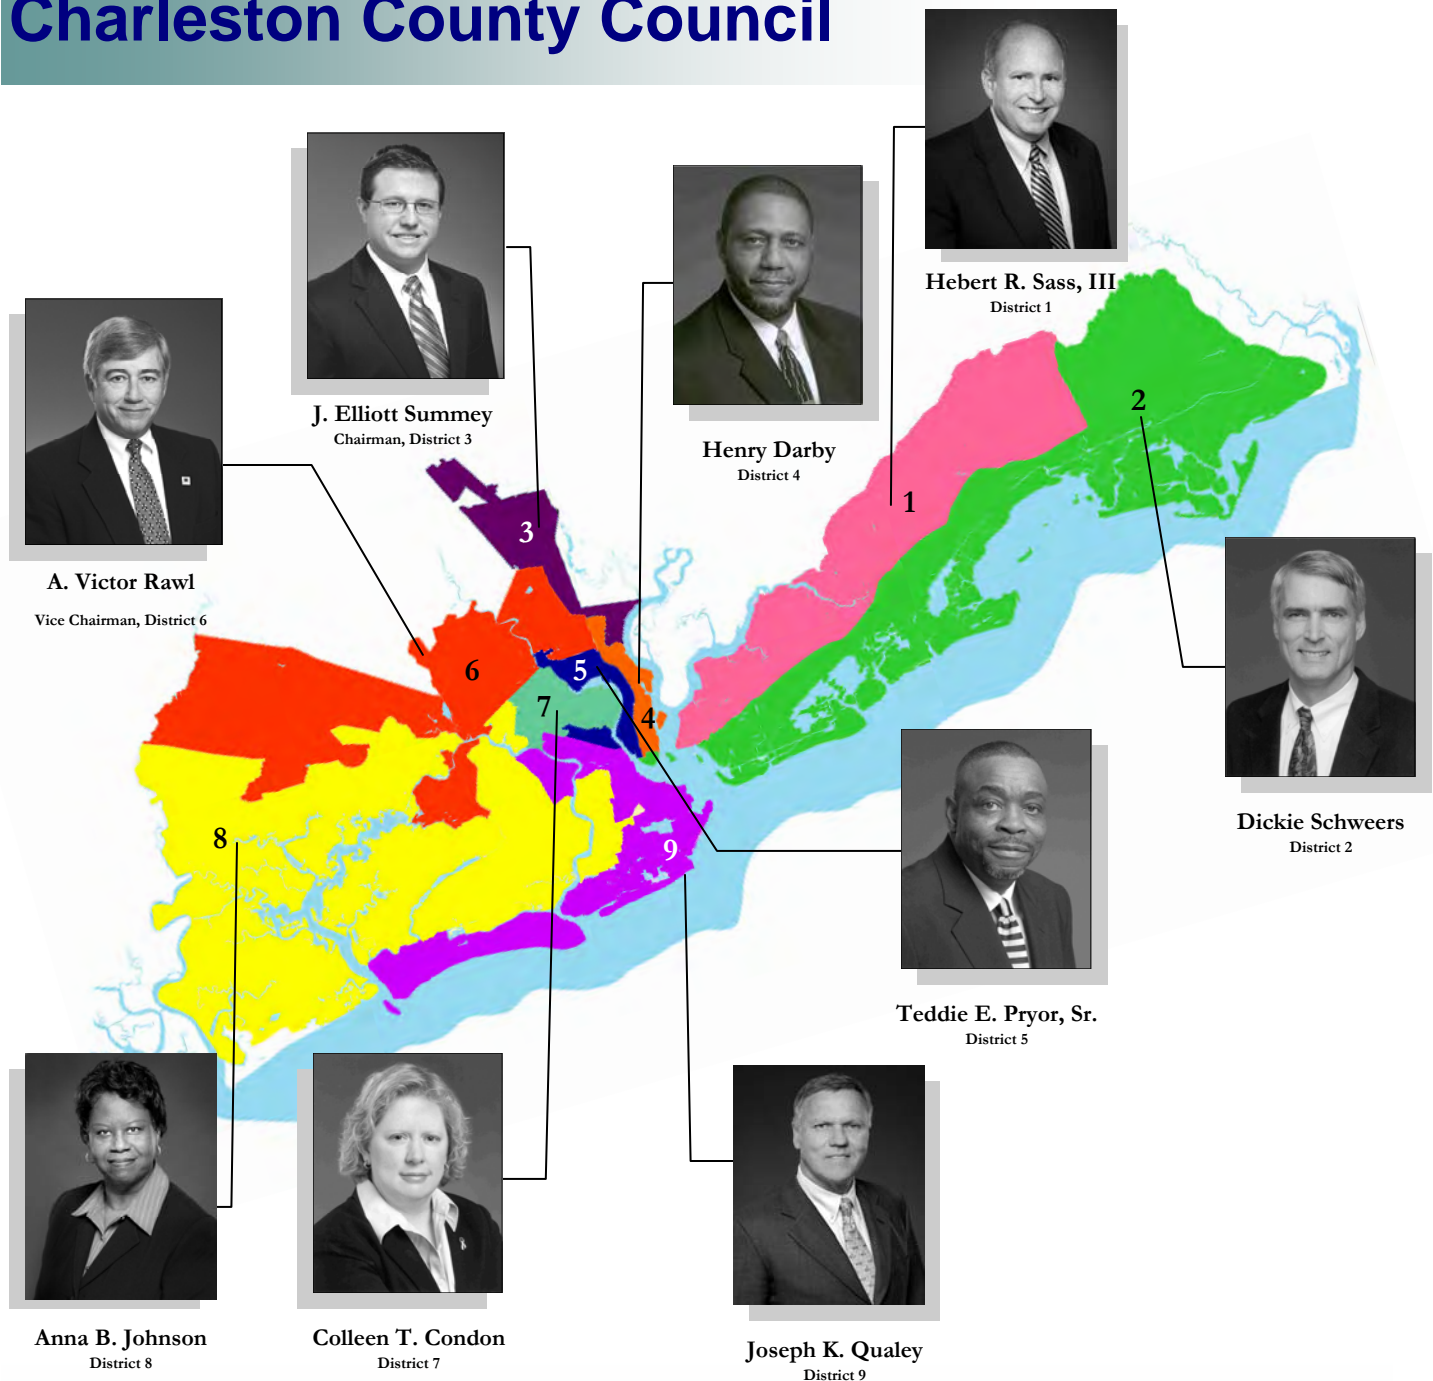 Charleston County Council
Hebert R. Sass, III
District 1
J. Elliott Summey
Chairman, District 3
Henry Darby
District 4
A. Victor Rawl
Vice Chairman, District 6
Dickie Schweers
District 2
Teddie E. Pryor, Sr.
District 5
Anna B. Johnson
District 8
Colleen T. Condon
District 7
Joseph K. Qualey
District 9
1
2
3
4
5
6
7
8
9